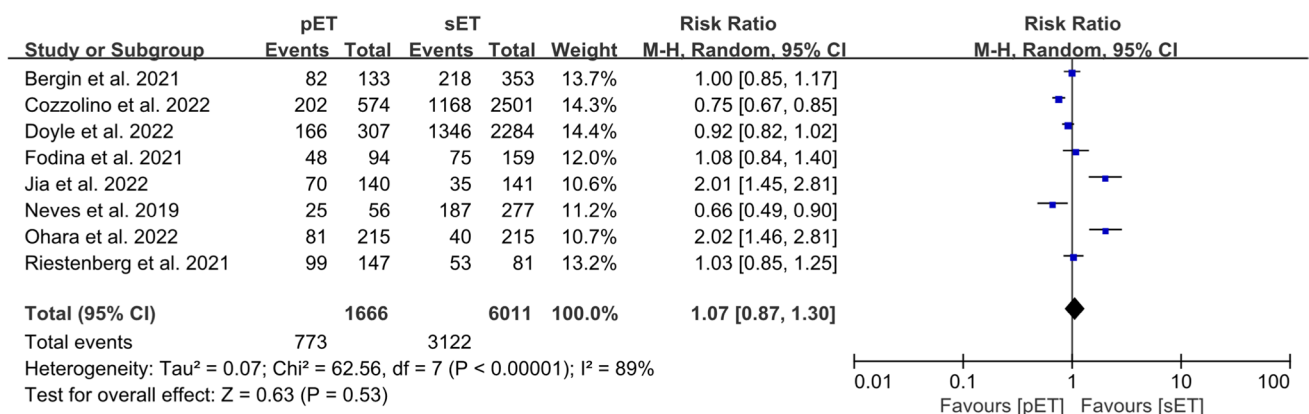 pET sET Risk Ratio Risk Ratio
Study or Subgroup Events Total Events Total Weight M-H, Random, 95% CI M-H, Random, 95% CI
Bergin et al. 2021 82 133 218 353 13.7% 1.00 [0.85, 1.17]
Cozzolino et al. 2022 202 574 1168 2501 14.3% 0.75 [0.67, 0.85]
Doyle et al. 2022 166 307 1346 2284 14.4% 0.92 [0.82, 1.02]
Fodina et al. 2021 48 94 75 159 12.0% 1.08 [0.84, 1.40]
Jia et al. 2022 70 140 35 141 10.6% 2.01 [1.45, 2.81]
Neves et al. 2019 25 56 187 277 11.2% 0.66 [0.49, 0.90]
Ohara et al. 2022 81 215 40 215 10.7% 2.02 [1.46, 2.81]
Riestenberg et al. 2021 99 147 53 81 13.2% 1.03 [0.85, 1.25]
Total (95% CI) 1666 6011 100.0% 1.07 [0.87, 1.30]
Total events 773 3122
Heterogeneity: Tau² = 0.07; Chi² = 62.56, df = 7 (P < 0.00001); I² = 89%
Test for overall effect: Z = 0.63 (P = 0.53)
0.01 0.1 1 10 100
Favours [pET] Favours [sET]